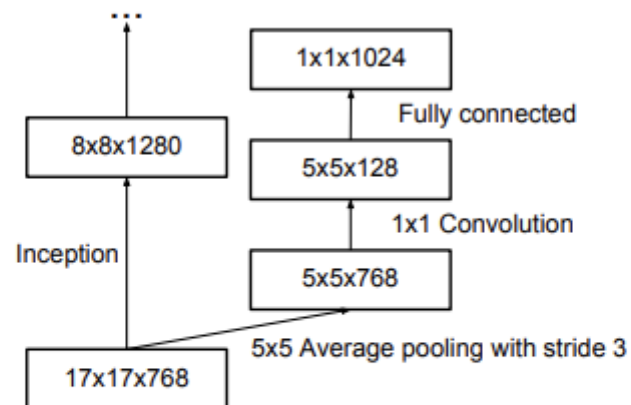 ...
1x1x1024
Fully connected
8x8x1280
5x5x128
1x1 Convolution
Inception
5x5x768
5x5 Average pooling with stride 3
17x17x768